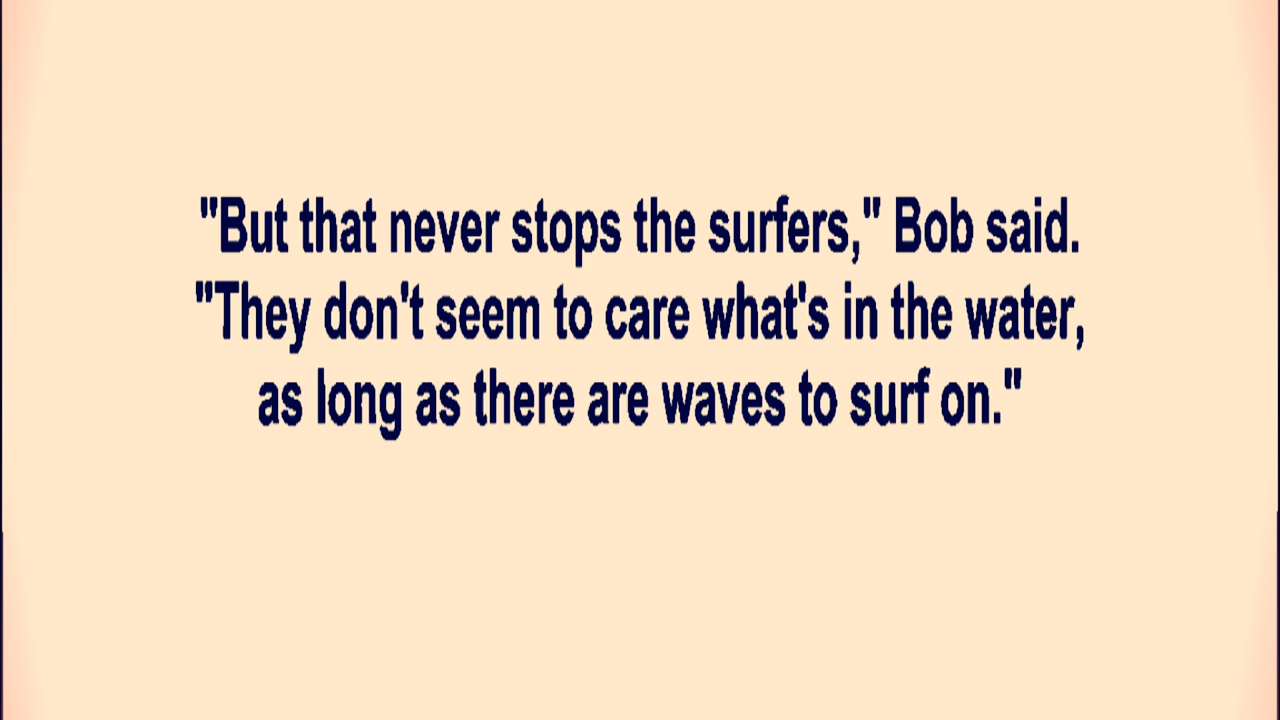 "But that never stops the surfers," Bob said.
"They don't seem to care what's in the water,
as long as there are waves to surf on."